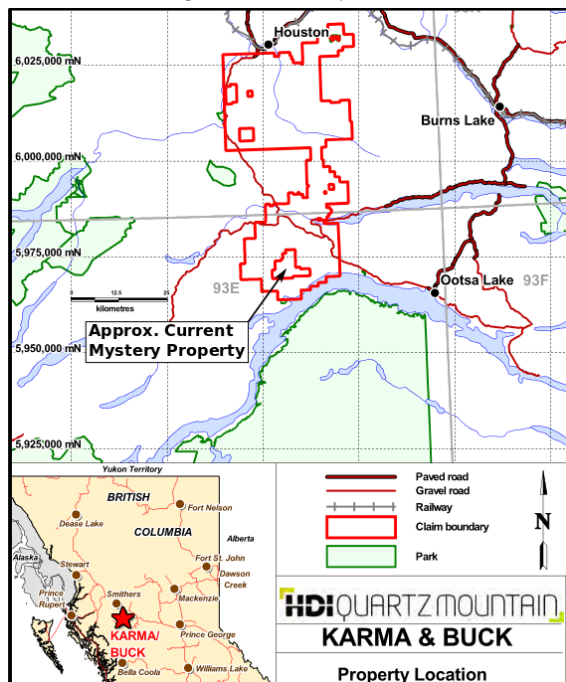 Houston
6,025,000 mN
Burns Lake
6,000,000 mN
5,975,000 mN
93E
Ootsa Lake
93F
0 12.5 25
kilometres
Approx. Current
Mystery Property
5,950,000 mN
5,925,000 mN
Yukon Territory
BRITISH
COLUMBIA
Fort Nelson
Dease Lake
Alberta
Alaska
Stewart
Fort St. John
Dawson
Creek
Smithers
Mackenzie
Prince
Rupert
KARMA/
BUCK
Prince George
Bella Coola
Williams Lake
Paved road
Gravel road
Railway
Claim boundary
Park
N
HDI QUARTZ MOUNTAIN
KARMA & BUCK
Property Location